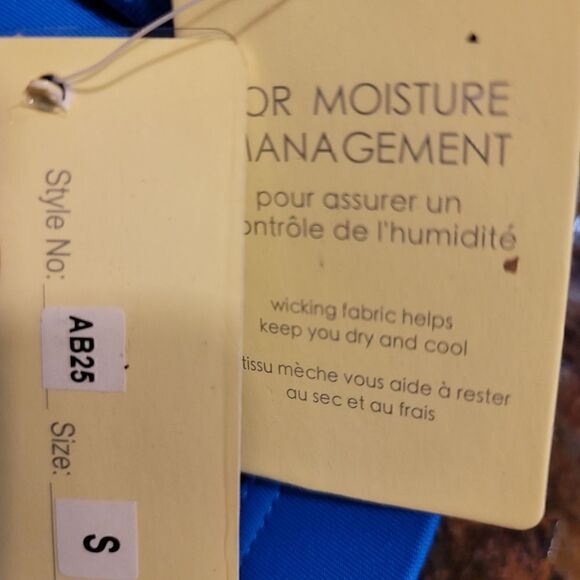 Style No: AB25 Size: S
OR MOISTURE
MANAGEMENT
pour assurer un
ontrôle de l'humidité
wicking fabric helps
keep you dry and cool
tissu mèche vous aide à rester
au sec et au frais